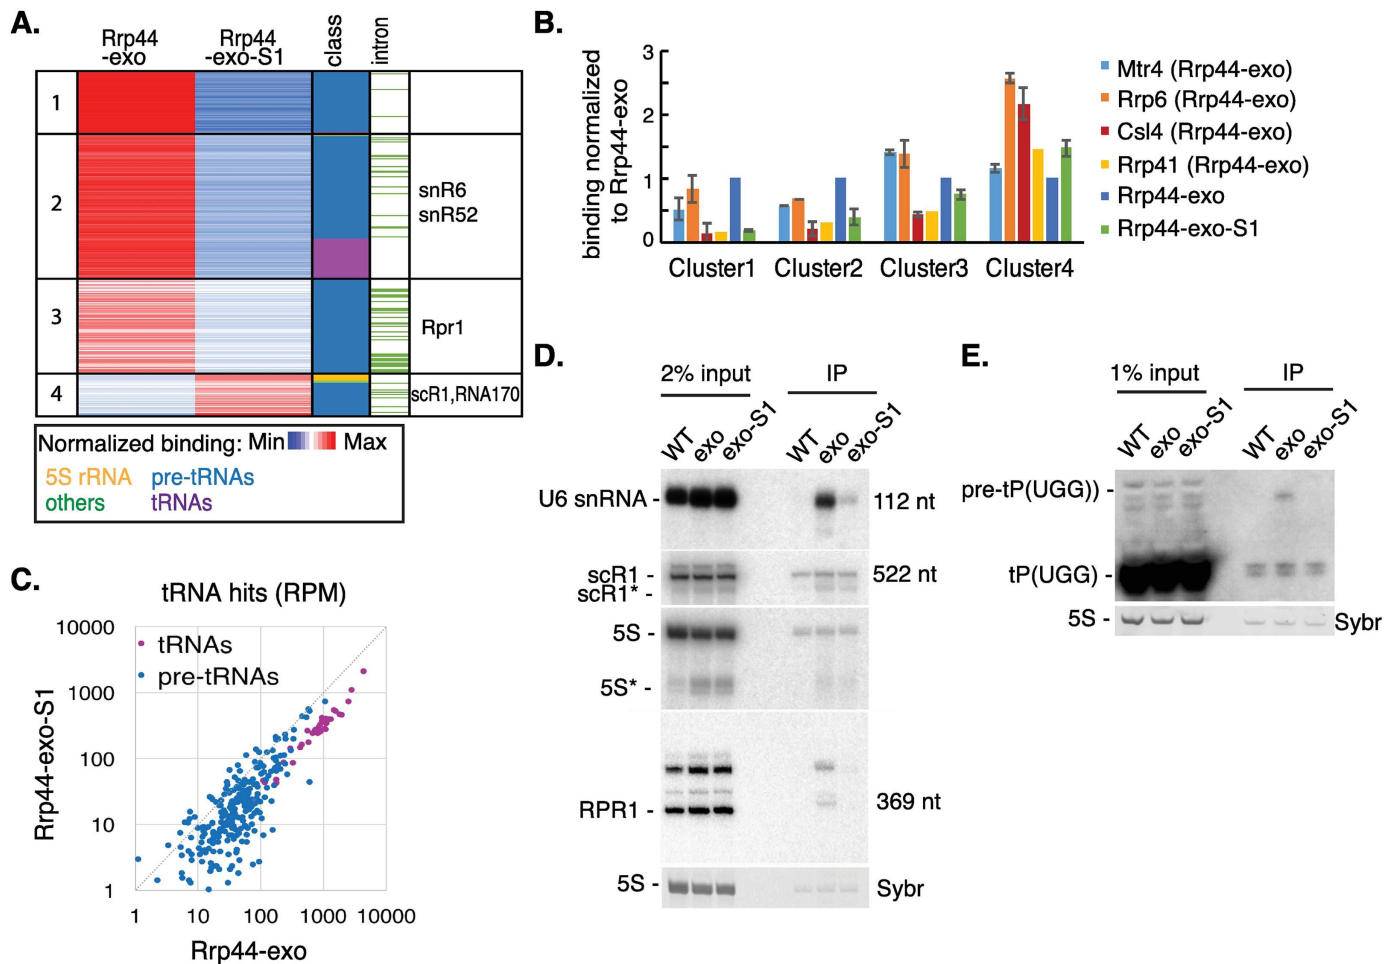 A.
Rrp44
-exo
Rrp44
-exo-S1
class
intron
1
2
snR6
snR52
3
Rpr1
4
scR1,RNA170
Normalized binding: Min Max
5S rRNA pre-tRNAs
others tRNAs
B.
binding normalized
to Rrp44-exo
3
2
1
0
Cluster1 Cluster2 Cluster3 Cluster4
Mtr4 (Rrp44-exo)
Rrp6 (Rrp44-exo)
Csl4 (Rrp44-exo)
Rrp41 (Rrp44-exo)
Rrp44-exo
Rrp44-exo-S1
C.
tRNA hits (RPM)
tRNAs
pre-tRNAs
Rrp44-exo-S1
10000
1000
100
10
1
1 10 100 1000 10000
Rrp44-exo
D.
2% input IP
WT exo exo-S1 WT exo exo-S1
U6 snRNA - 112 nt
scR1 - 522 nt
scR1* -
5S -
5S* -
RPR1 - 369 nt
5S - Sybr
E.
1% input IP
WT exo exo-S1 WT exo exo-S1
pre-tP(UGG)) -
tP(UGG) -
5S - Sybr